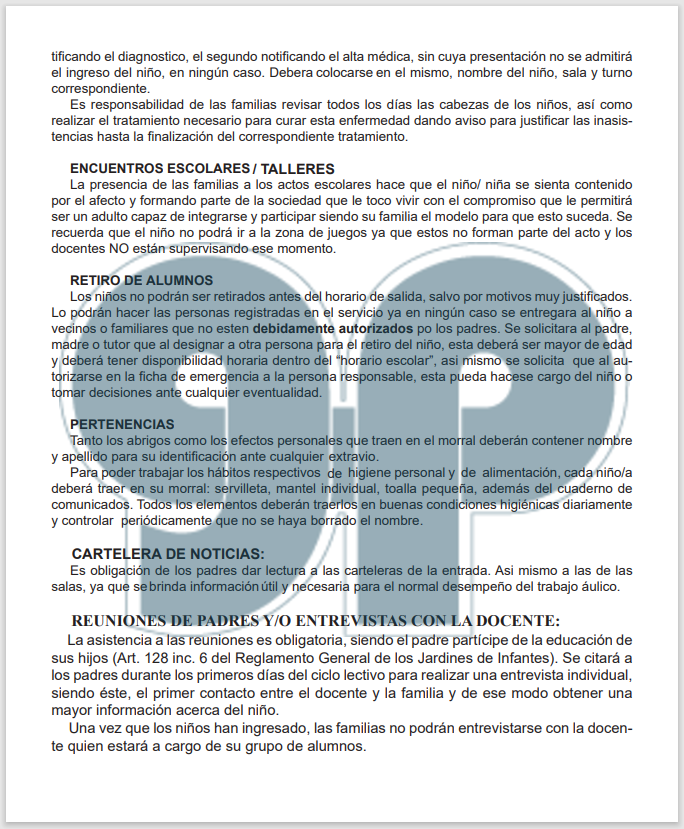 tificando el diagnostico, el segundo notificando el alta médica, sin cuya presentación no se admitirá
el ingreso del niño, en ningún caso. Debera colocarse en el mismo, nombre del niño, sala y turno
correspondiente.
Es responsabilidad de las familias revisar todos los días las cabezas de los niños, así como
realizar el tratamiento necesario para curar esta enfermedad dando aviso para justificar las inasis-
tencias hasta la finalización del correspondiente tratamiento.
ENCUENTROS ESCOLARES / TALLERES
La presencia de las familias a los actos escolares hace que el niño/ niña se sienta contenido
por el afecto y formando parte de la sociedad que le toco vivir con el compromiso que le permitirá
ser un adulto capaz de integrarse y participar siendo su familia el modelo para que esto suceda. Se
recuerda que el niño no podrá ir a la zona de juegos ya que estos no forman parte del acto y los
docentes NO están supervisando ese momento.
RETIRO DE ALUMNOS
Los niños no podrán ser retirados antes del horario de salida, salvo por motivos muy justificados.
Lo podrán hacer las personas registradas en el servicio ya en ningún caso se entregara al niño a
vecinos o familiares que no esten debidamente autorizados po los padres. Se solicitara al padre,
madre o tutor que al designar a otra persona para el retiro del niño, esta deberá ser mayor de edad
y deberá tener disponibilidad horaria dentro del “horario escolar”, asi mismo se solicita que al au-
torizarse en la ficha de emergencia a la persona responsable, esta pueda hacese cargo del niño o
tomar decisiones ante cualquier eventualidad.
PERTENENCIAS
Tanto los abrigos como los efectos personales que traen en el morral deberán contener nombre
y apellido para su identificación ante cualquier extravio.
Para poder trabajar los hábitos respectivos de higiene personal y de alimentación, cada niño/a
deberá traer en su morral: servilleta, mantel individual, toalla pequeña, además del cuaderno de
comunicados. Todos los elementos deberán traerlos en buenas condiciones higiénicas diariamente
y controlar periódicamente que no se haya borrado el nombre.
CARTELERA DE NOTICIAS:
Es obligación de los padres dar lectura a las carteleras de la entrada. Asi mismo a las de las
salas, ya que se brinda información útil y necesaria para el normal desempeño del trabajo áulico.
REUNIONES DE PADRES Y/O ENTREVISTAS CON LA DOCENTE:
La asistencia a las reuniones es obligatoria, siendo el padre partícipe de la educación de
sus hijos (Art. 128 inc. 6 del Reglamento General de los Jardines de Infantes). Se citará a
los padres durante los primeros días del ciclo lectivo para realizar una entrevista individual,
siendo éste, el primer contacto entre el docente y la familia y de ese modo obtener una
mayor información acerca del niño.
Una vez que los niños han ingresado, las familias no podrán entrevistarse con la docen-
te quien estará a cargo de su grupo de alumnos.